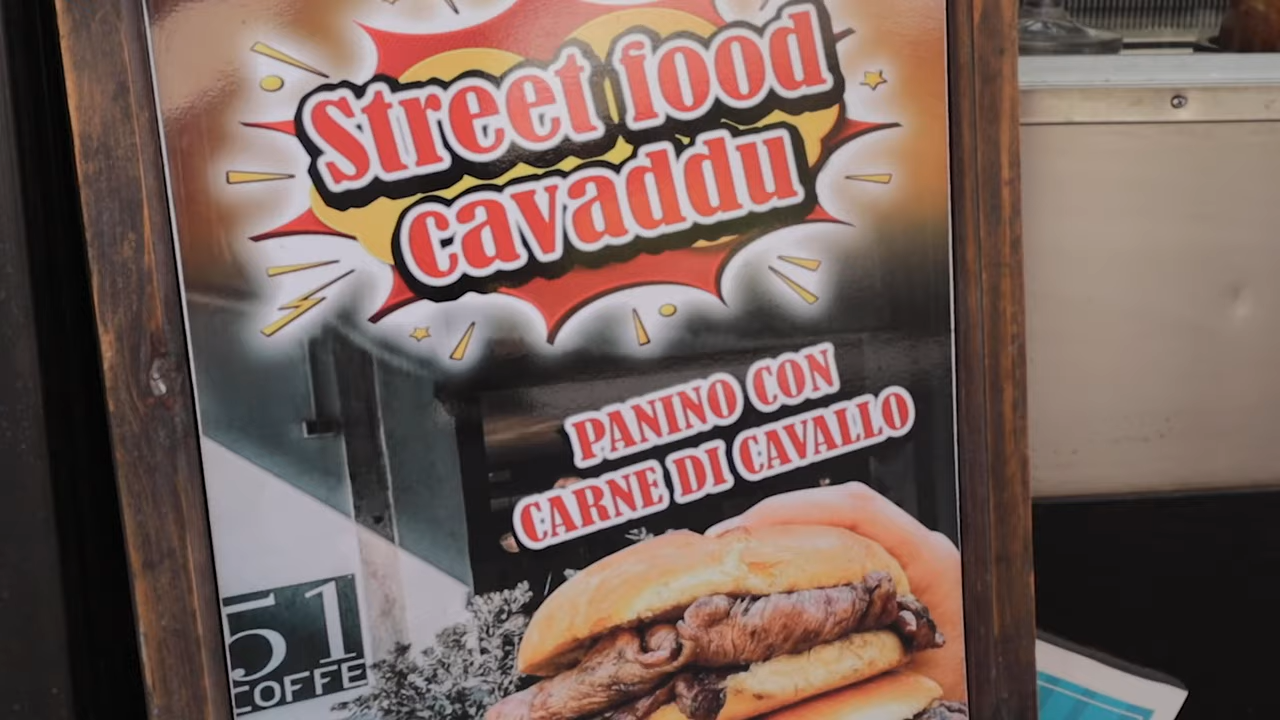 Street food
cavaddu
PANINO CON
CARNE DI CAVALLO
51
COFFE